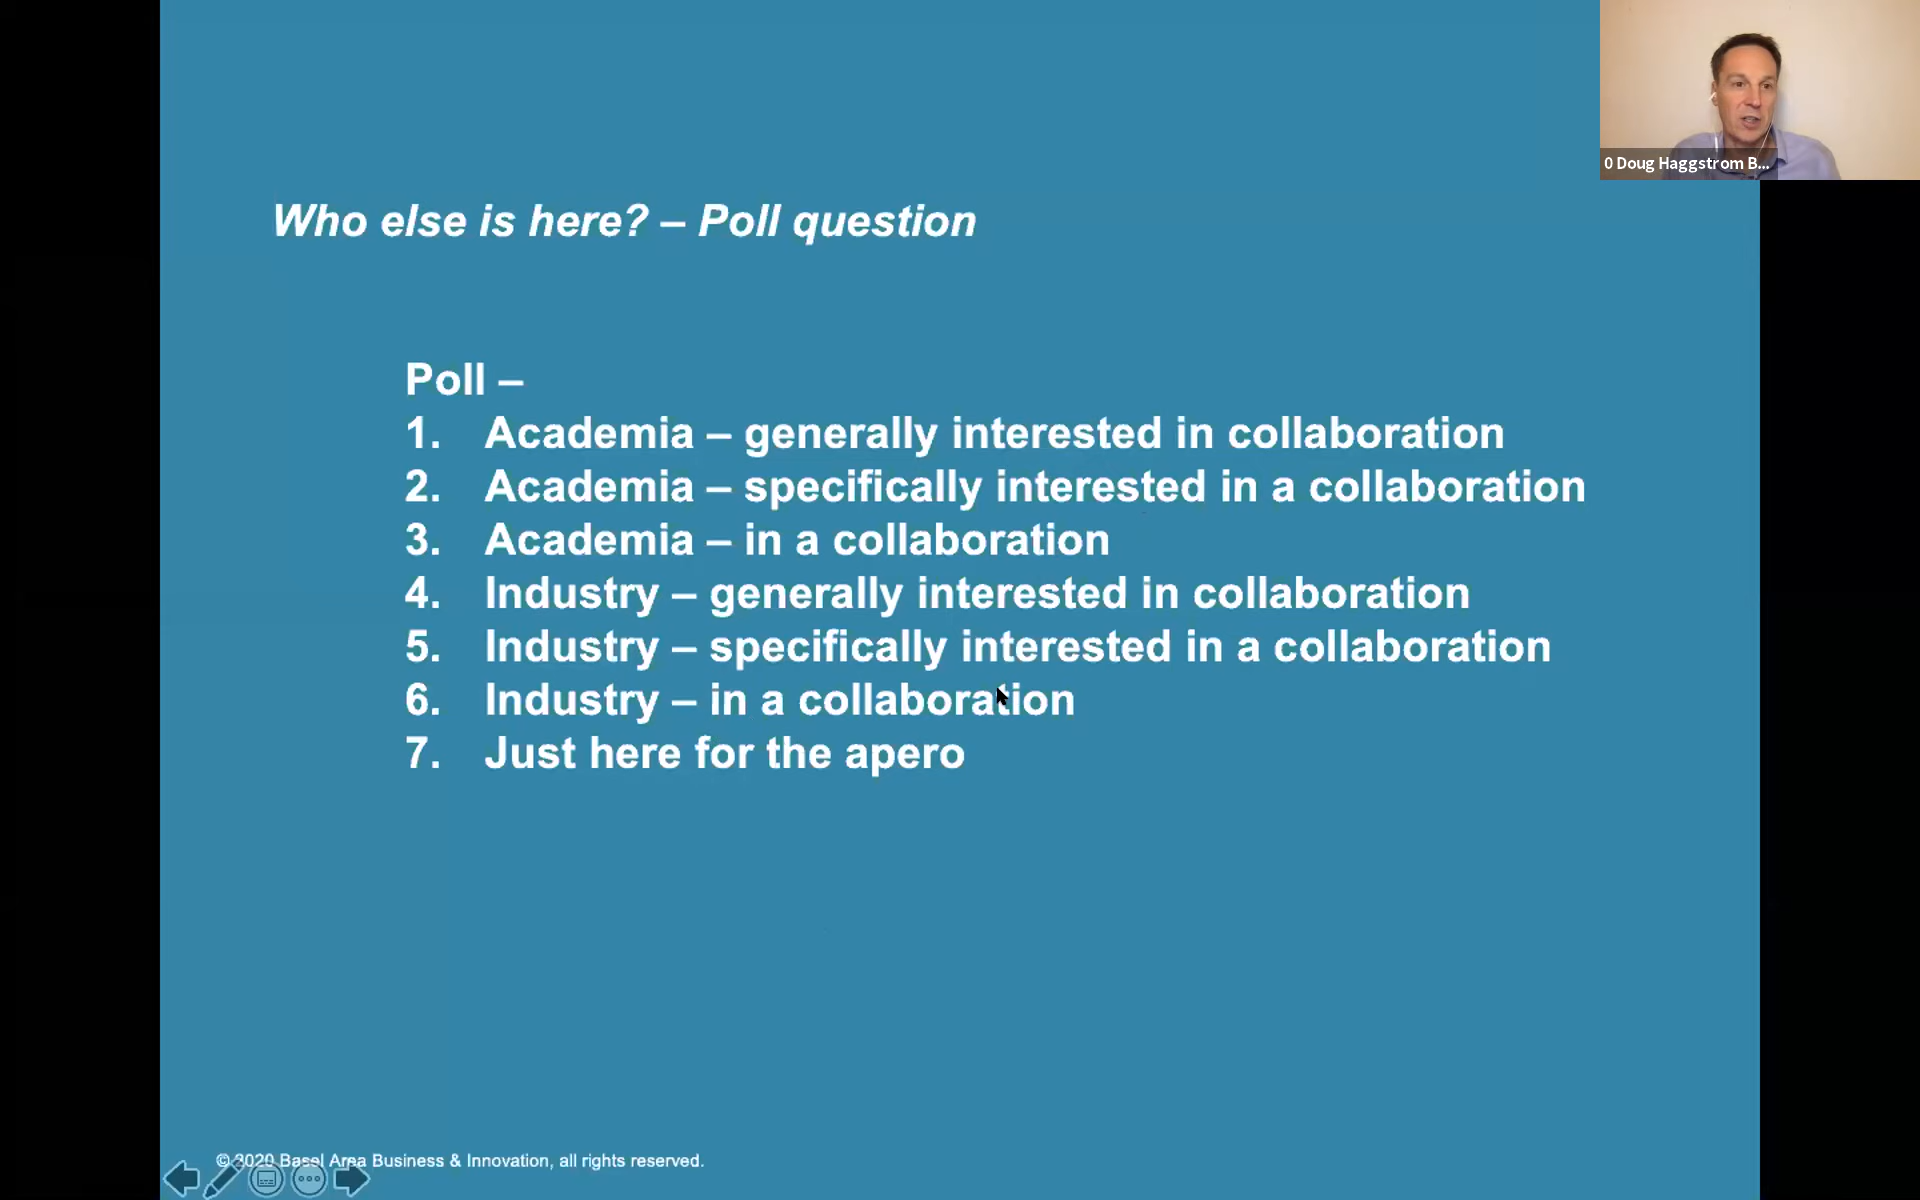 0 Doug Haggstrom B...
Who else is here? – Poll question
Poll –
1. Academia – generally interested in collaboration
2. Academia – specifically interested in a collaboration
3. Academia – in a collaboration
4. Industry – generally interested in collaboration
5. Industry – specifically interested in a collaboration
6. Industry – in a collaboration
7. Just here for the apero
© 2020 Basel Area Business & Innovation, all rights reserved.